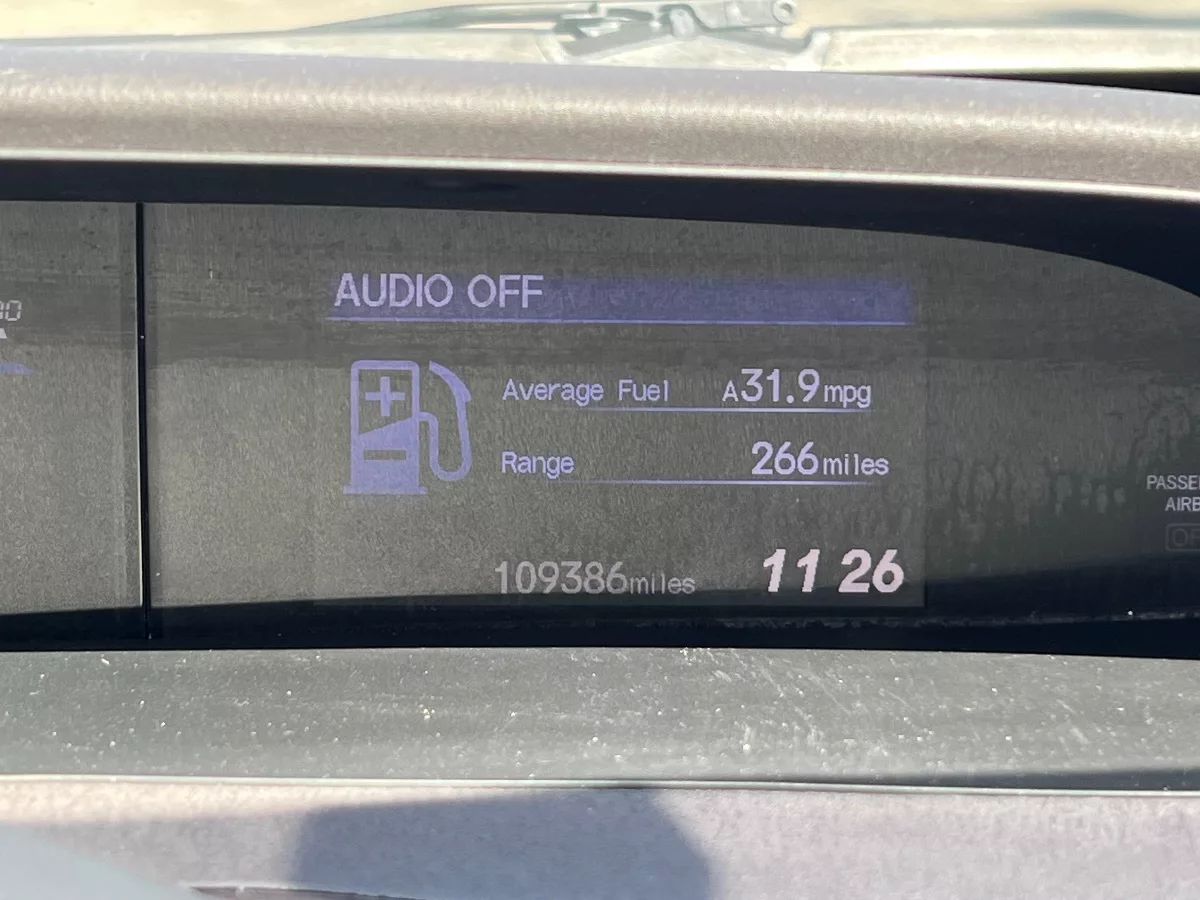 AUDIO OFF
Average Fuel A31.9mpg
Range 266miles
109386miles 11 26